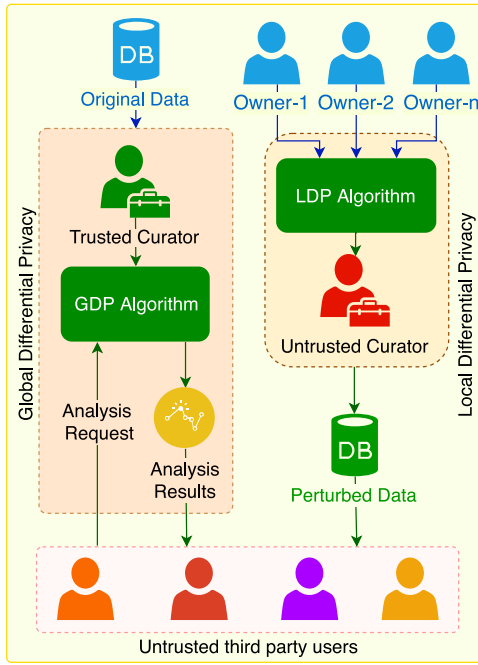 DB
Original Data
Owner-1
Owner-2
Owner-n
Global Differential Privacy
Trusted Curator
GDP Algorithm
Analysis
Request
Analysis
Results
LDP Algorithm
Untrusted Curator
Local Differential Privacy
DB
Perturbed Data
Untrusted third party users